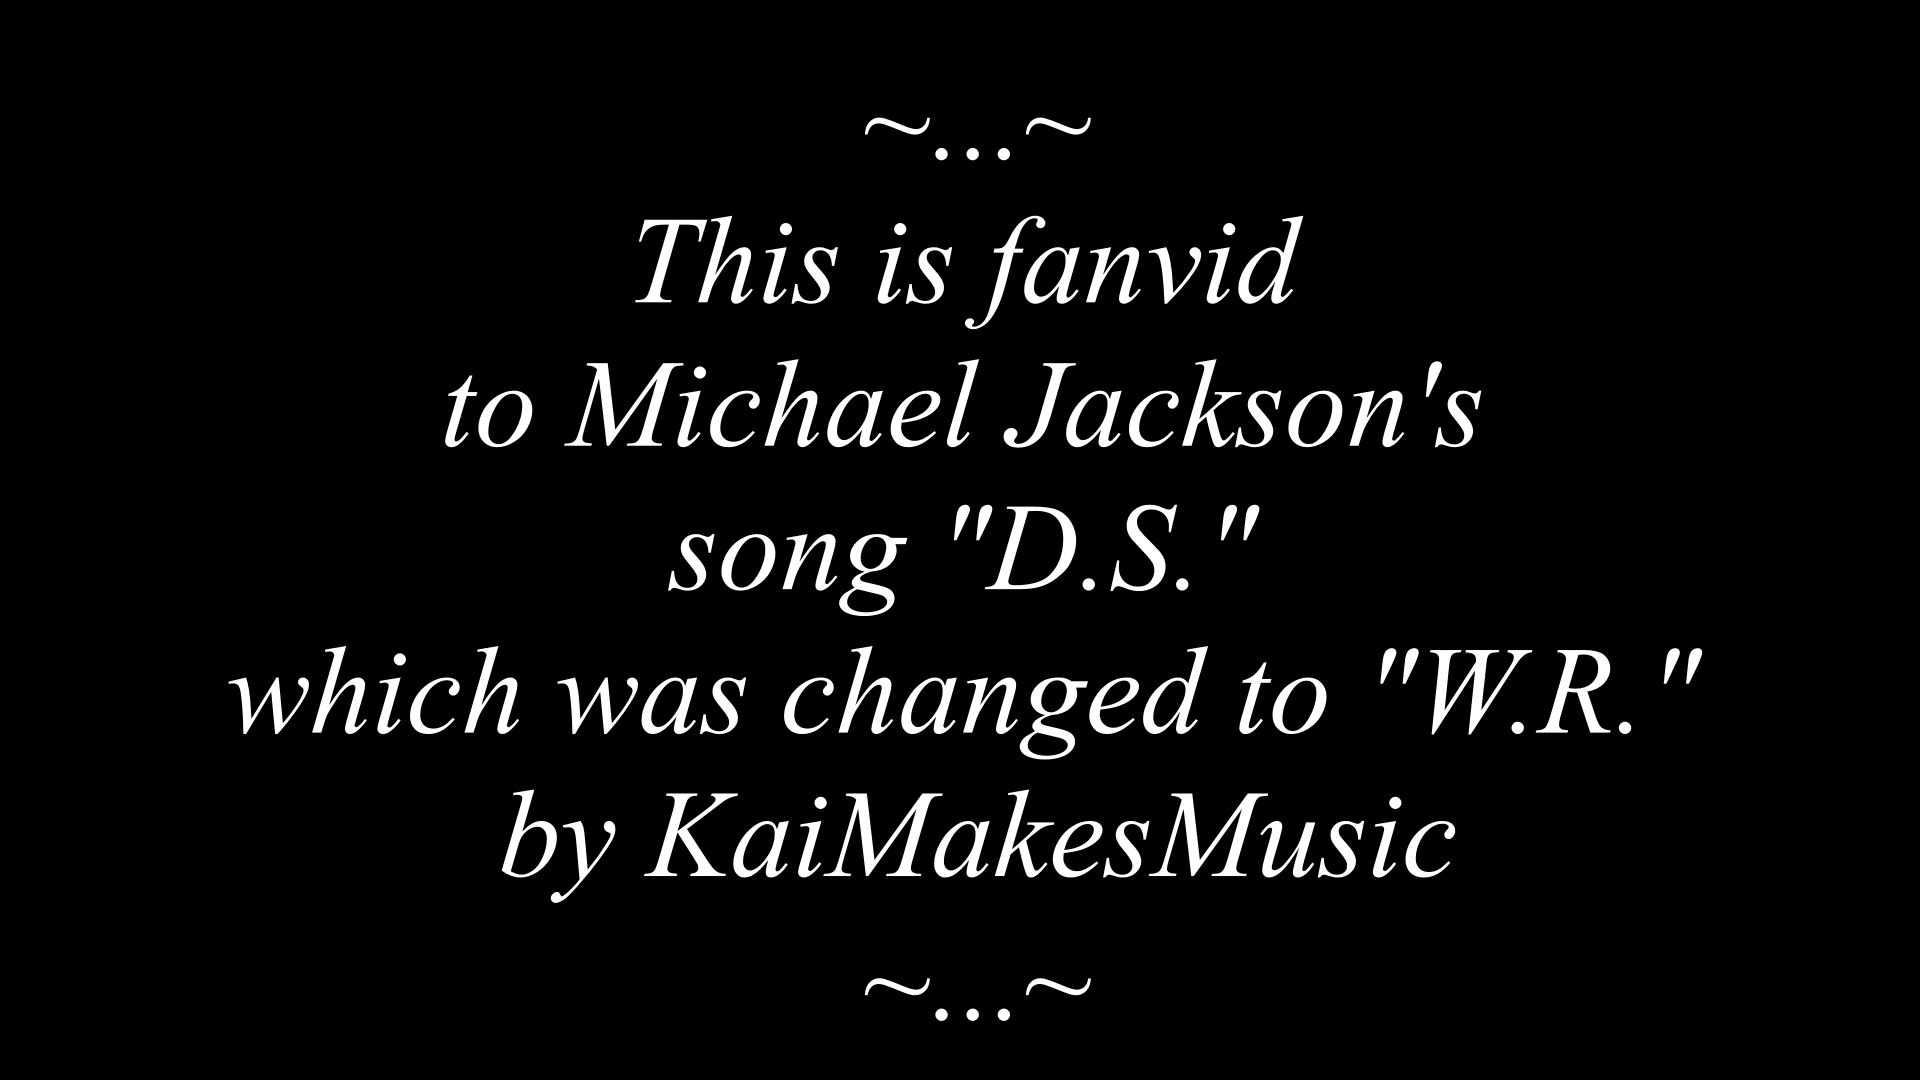 ~...~
This is fanvid
to Michael Jackson's
song "D.S."
which was changed to "W.R."
by KaiMakesMusic
~...~